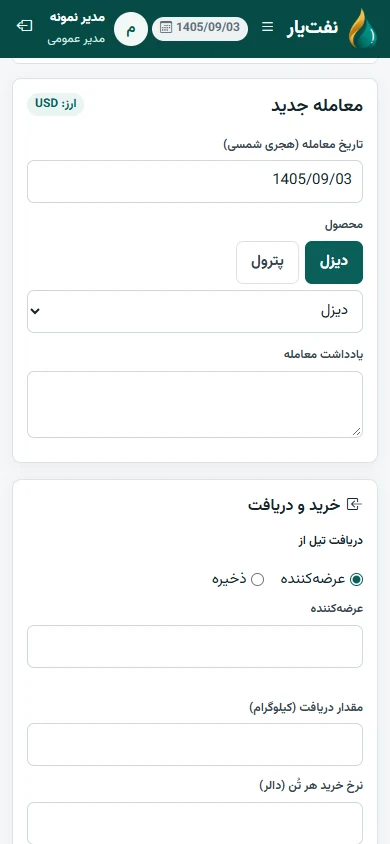 نفت‌یار
1405/09/03
م
مدیر نمونه
مدیر عمومی
معامله جدید
ارز: USD
تاریخ معامله (هجری شمسی)
1405/09/03
محصول
دیزل
پترول
دیزل
یادداشت معامله
خرید و دریافت
دریافت تیل از
عرضه‌کننده
ذخیره
عرضه‌کننده
مقدار دریافت (کیلوگرام)
نرخ خرید هر تُن (دالر)